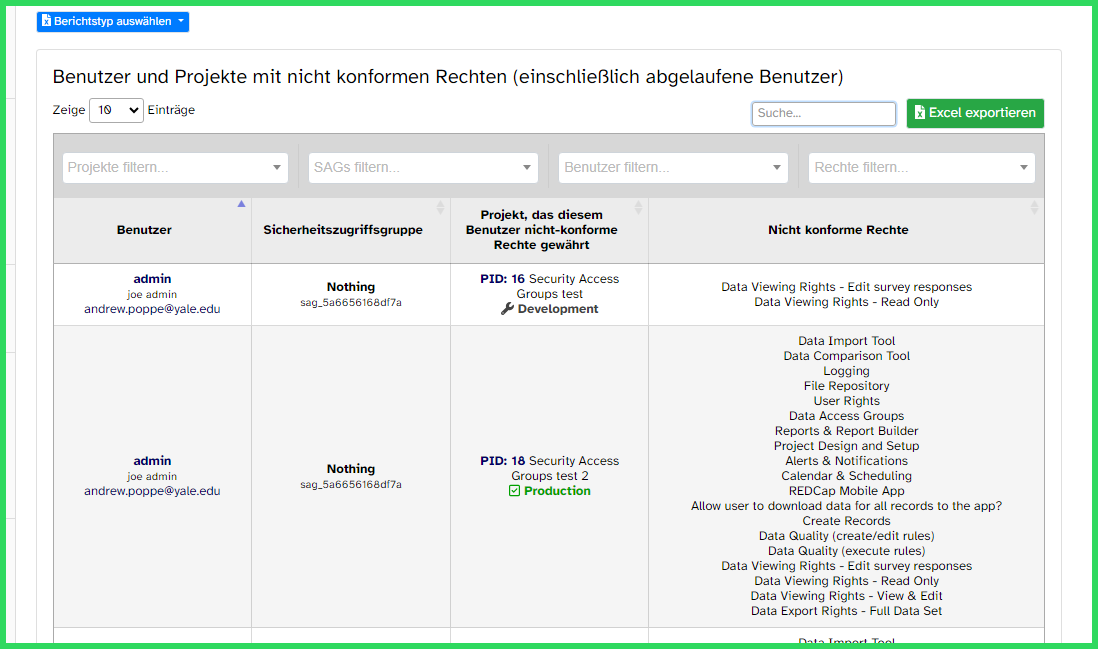 Berichtstyp auswählen
Benutzer und Projekte mit nicht konformen Rechten (einschließlich abgelaufene Benutzer)
Zeige 10 Einträge
Suche...
Excel exportieren
Projekte filtern...
SAGs filtern...
Benutzer filtern...
Rechte filtern...
Benutzer
Sicherheitszugriffsgruppe
Projekt, das diesem
Benutzer nicht-konforme
Rechte gewährt
Nicht konforme Rechte
admin
joe admin
andrew.poppe@yale.edu
Nothing
sag_5a6656168df7a
PID: 16 Security Access
Groups test
Development
Data Viewing Rights - Edit survey responses
Data Viewing Rights - Read Only
admin
joe admin
andrew.poppe@yale.edu
Nothing
sag_5a6656168df7a
PID: 18 Security Access
Groups test 2
Production
Data Import Tool
Data Comparison Tool
Logging
File Repository
User Rights
Data Access Groups
Reports & Report Builder
Project Design and Setup
Alerts & Notifications
Calendar & Scheduling
REDCap Mobile App
Allow user to download data for all records to the app?
Create Records
Data Quality (create/edit rules)
Data Quality (execute rules)
Data Viewing Rights - Edit survey responses
Data Viewing Rights - Read Only
Data Viewing Rights - View & Edit
Data Export Rights - Full Data Set
Data Import Tool